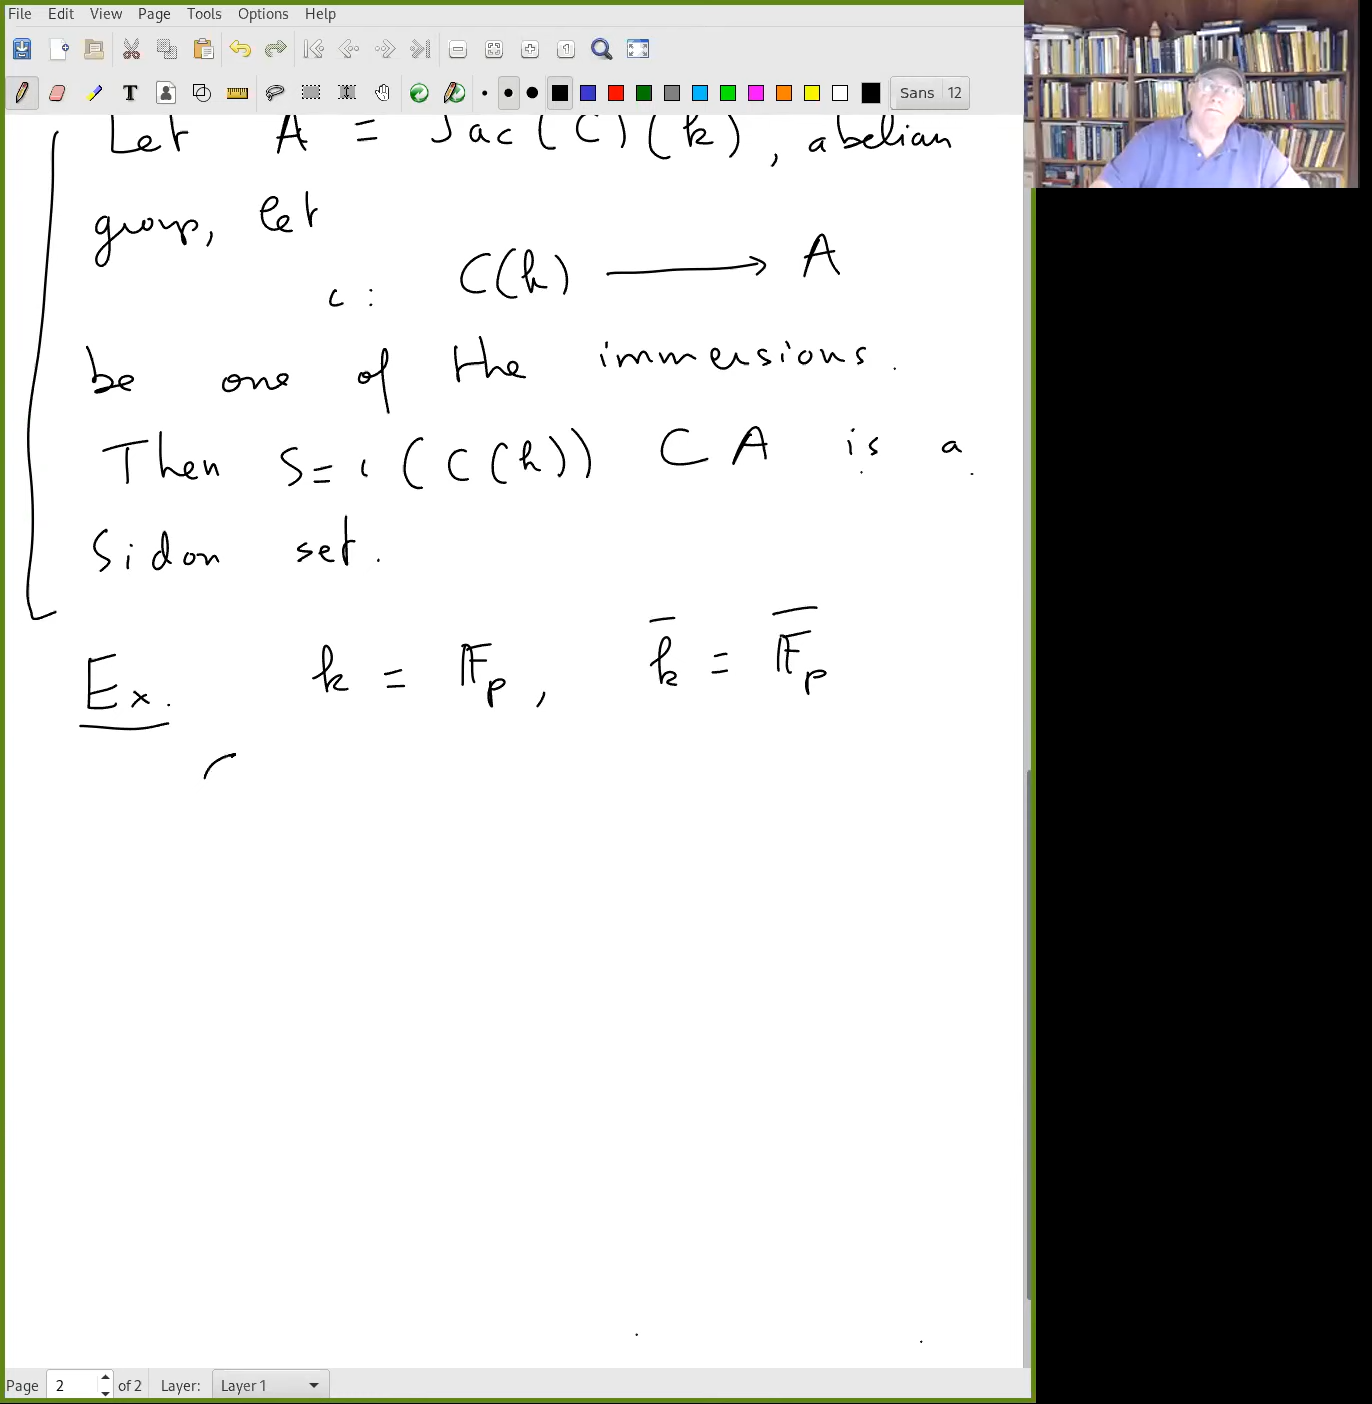 File Edit View Page Tools Options Help
Sans 12
Let A = Jac(C)(k), abelian
group, let
ι : C(k) ⟶ A
be one of the immersions.
Then S = ι(C(k)) ⊂ A is a
Sidon set.
Ex. k = 𝔽_p, k̄ = 𝔽̄_p
Page 2 of 2 Layer: Layer 1